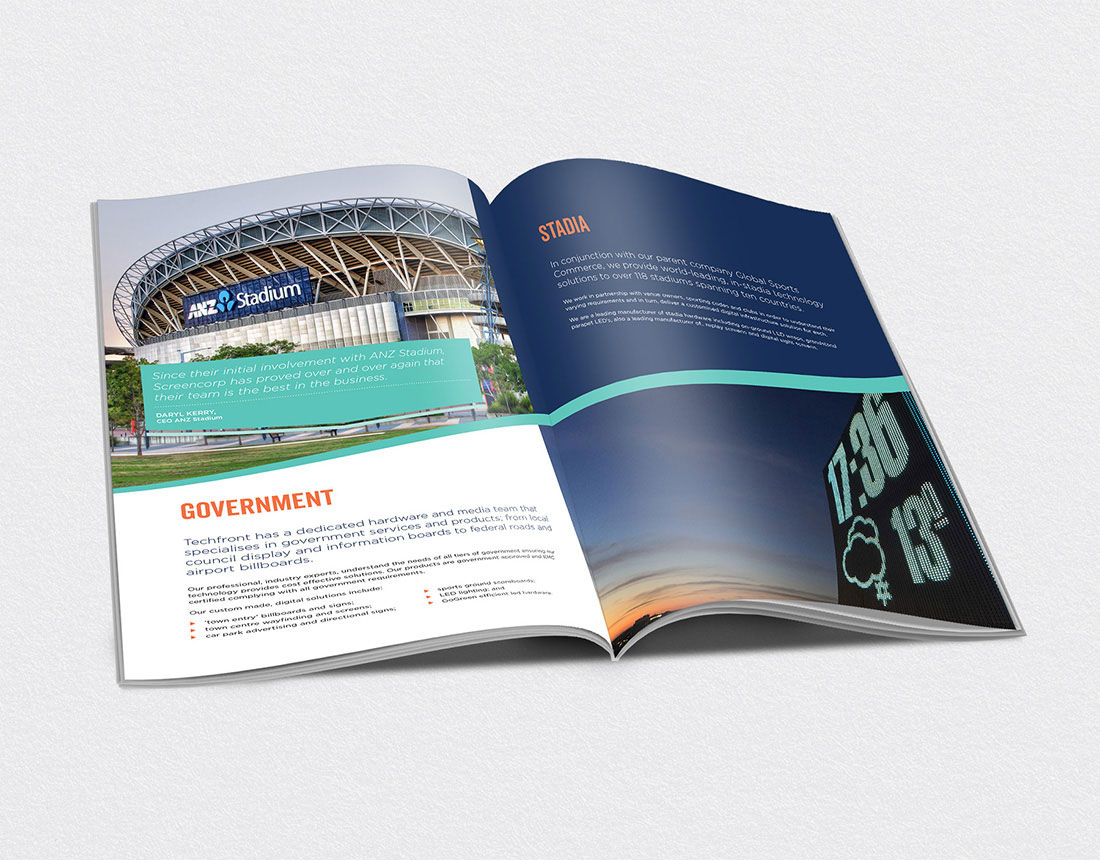 ANZ Stadium
Since their initial involvement with ANZ Stadium,
Screencorp has proved over and over again that
their team is the best in the business.
DARYL KERRY,
CEO ANZ Stadium
GOVERNMENT
Techfront has a dedicated hardware and media team that
specialises in government services and products; from local
council display and information boards to federal roads and
airport billboards.
Our professional, industry experts, understand the needs of all tiers of government ensuring our
technology provides cost effective solutions. Our products are government approved and
certified complying with all government requirements.
Our custom made, digital solutions include:
'town entry' billboards and signs;
town centre wayfinding and screens;
car park advertising and directional signs;
sports ground scoreboards;
LED lighting; and
GoGreen efficient led hardware.
STADIA
In conjunction with our parent company Global Sports
Commerce, we provide world-leading, in-stadia technology
solutions to over 118 stadiums spanning ten countries.
We work in partnership with venue owners, sporting codes and clubs in order to understand their
varying requirements and in turn, deliver a customised digital infrastructure solution for each.
We are a leading manufacturer of stadia hardware including on-ground LED wraps, grandstand
parapet LED's, also a leading manufacturer of, replay screens and digital sight screens.
17:36
13°